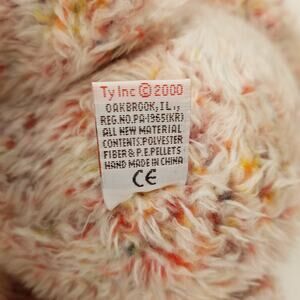 Ty Inc © 2000
OAKBROOK, IL.,
REG.NO.PA-1965(KR)
ALL NEW MATERIAL
CONTENTS:POLYESTER
FIBER & P.E.PELLETS
HAND MADE IN CHINA
CE